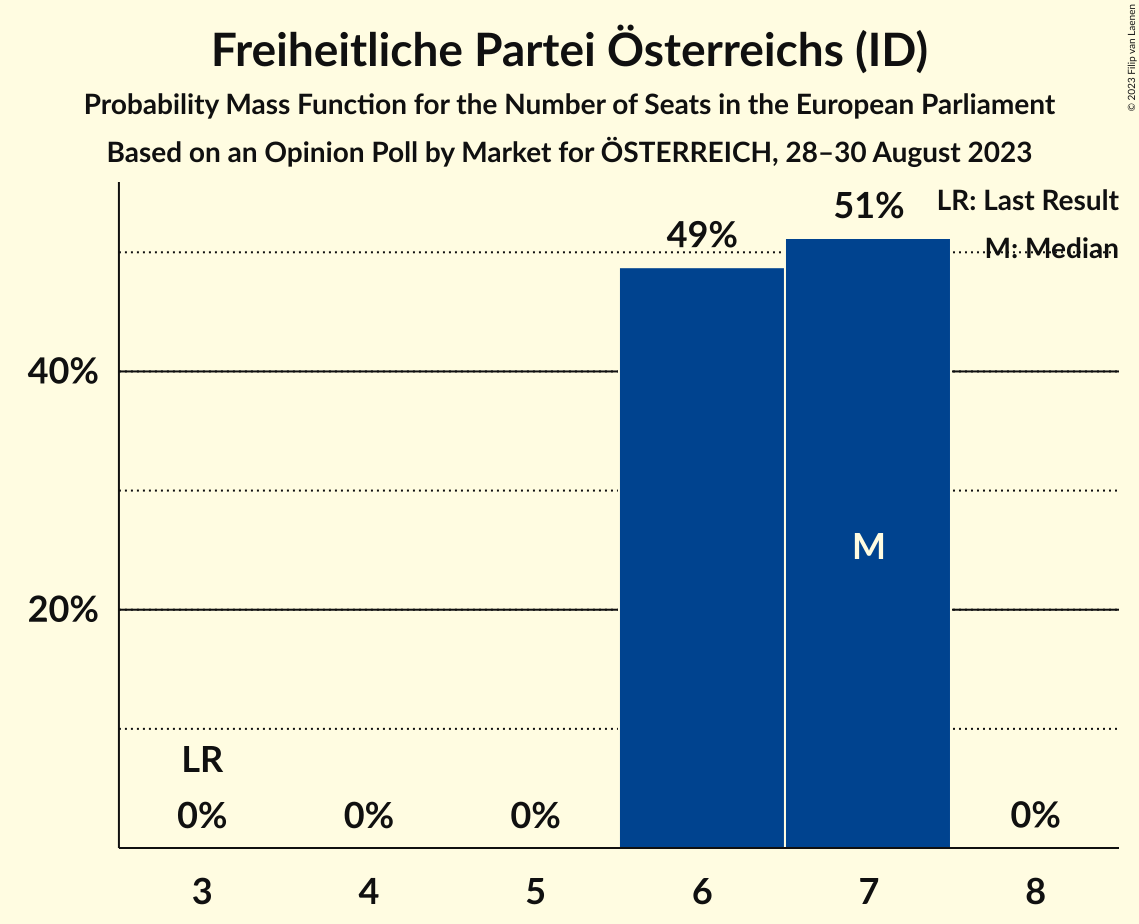 Freiheitliche Partei Österreichs (ID)
Probability Mass Function for the Number of Seats in the European Parliament
Based on an Opinion Poll by Market for ÖSTERREICH, 28–30 August 2023
© 2023 Filip van Laenen
LR: Last Result
M: Median
51%
49%
40%
M
20%
LR
0% 0% 0% 0%
3 4 5 6 7 8